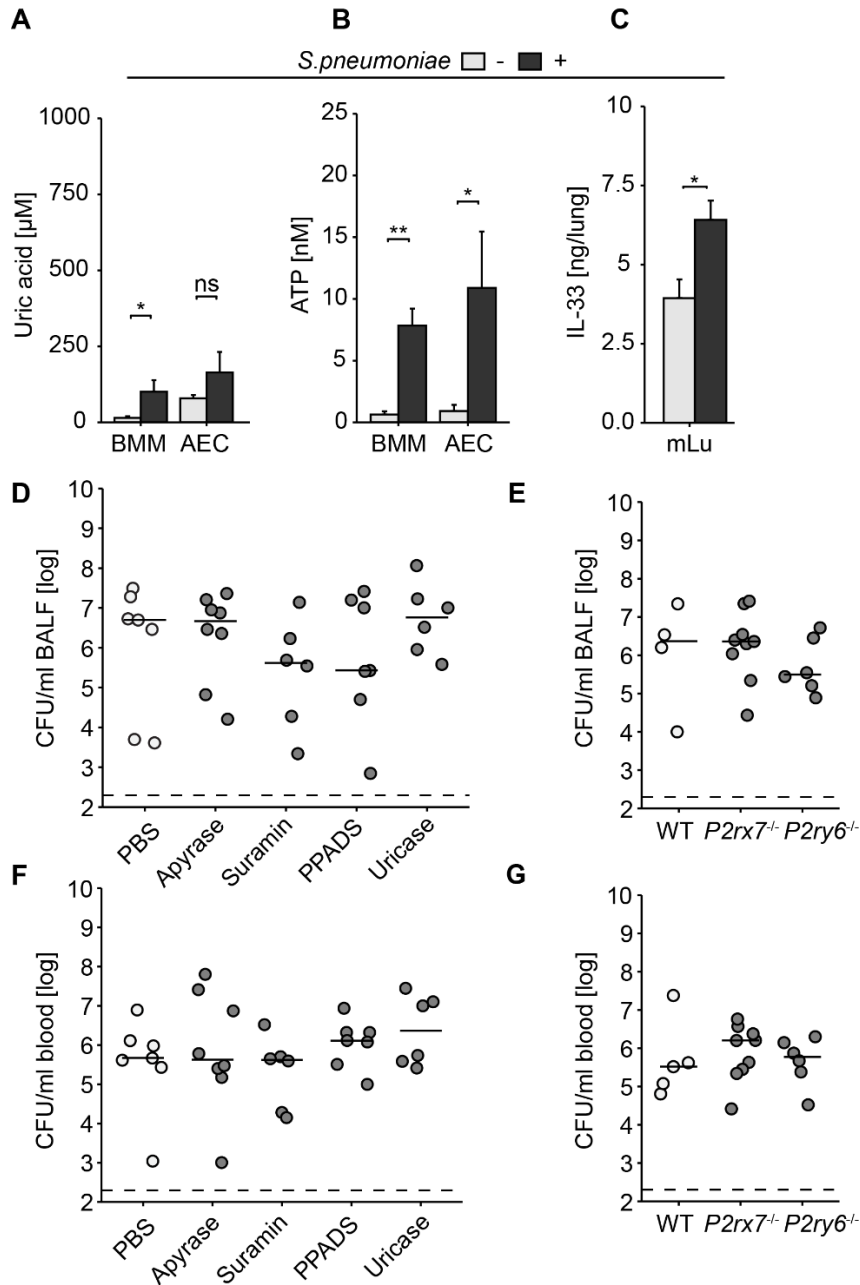 A B C
S.pneumoniae - +
Uric acid [µM]
1000
750
500
250
0
*
ns
BMM AEC
ATP [nM]
25
20
15
10
5
0
**
*
BMM AEC
IL-33 [ng/lung]
10
7.5
5
2.5
0.0
*
mLu
D
CFU/ml BALF [log]
10
9
8
7
6
5
4
3
2
PBS
Apyrase
Suramin
PPADS
Uricase
E
CFU/ml BALF [log]
10
9
8
7
6
5
4
3
2
WT P2rx7-/- P2ry6-/-
F
CFU/ml blood [log]
10
9
8
7
6
5
4
3
2
PBS
Apyrase
Suramin
PPADS
Uricase
G
CFU/ml blood [log]
10
9
8
7
6
5
4
3
2
WT P2rx7-/- P2ry6-/-